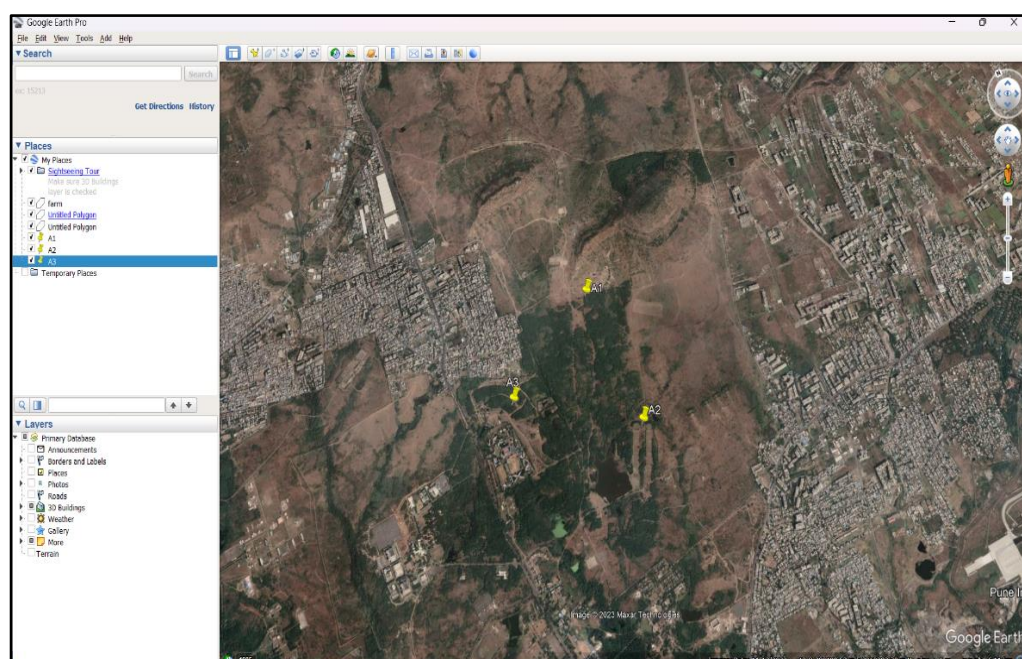 Google Earth Pro
File Edit View Tools Add Help
▼ Search
Search
Get Directions History
▼ Places
My Places
Sightseeing Tour
Make sure 3D Buildings
layer is checked
farm
Untitled Polygon
Untitled Polygon
A1
A2
A3
Temporary Places
▼ Layers
Primary Database
Announcements
Borders and Labels
Places
Photos
Roads
3D Buildings
Weather
Gallery
More
Terrain
A1
A3
A2
Pune In
Image © 2023 Maxar Technologies
Google Earth